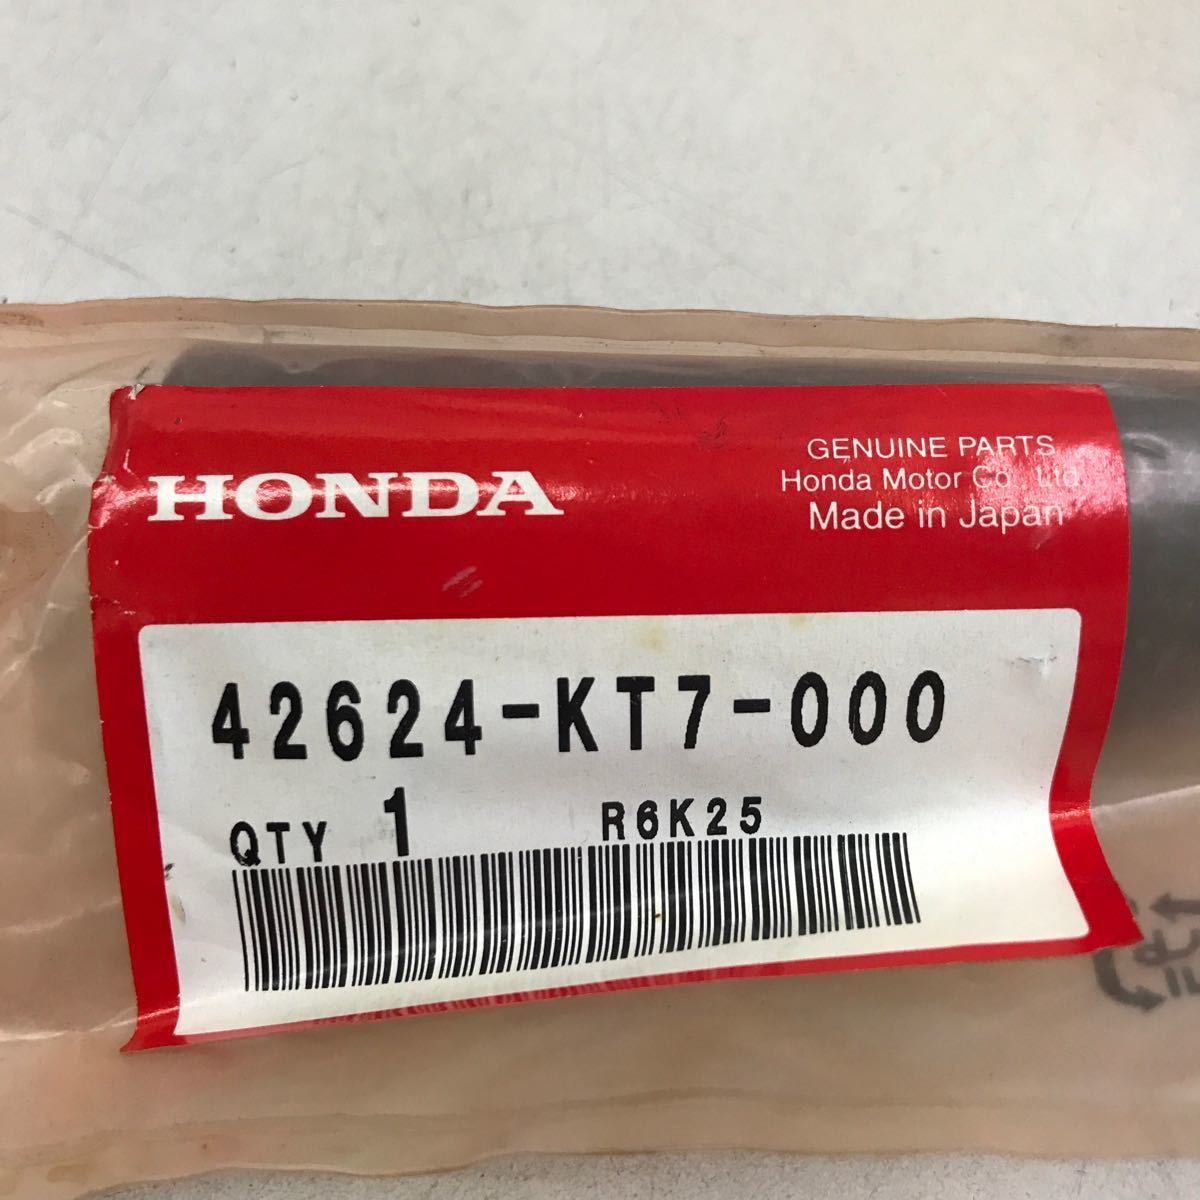 HONDA
GENUINE PARTS
Honda Motor Co., Ltd.
Made in Japan
42624-KT7-000
QTY 1 R6K25